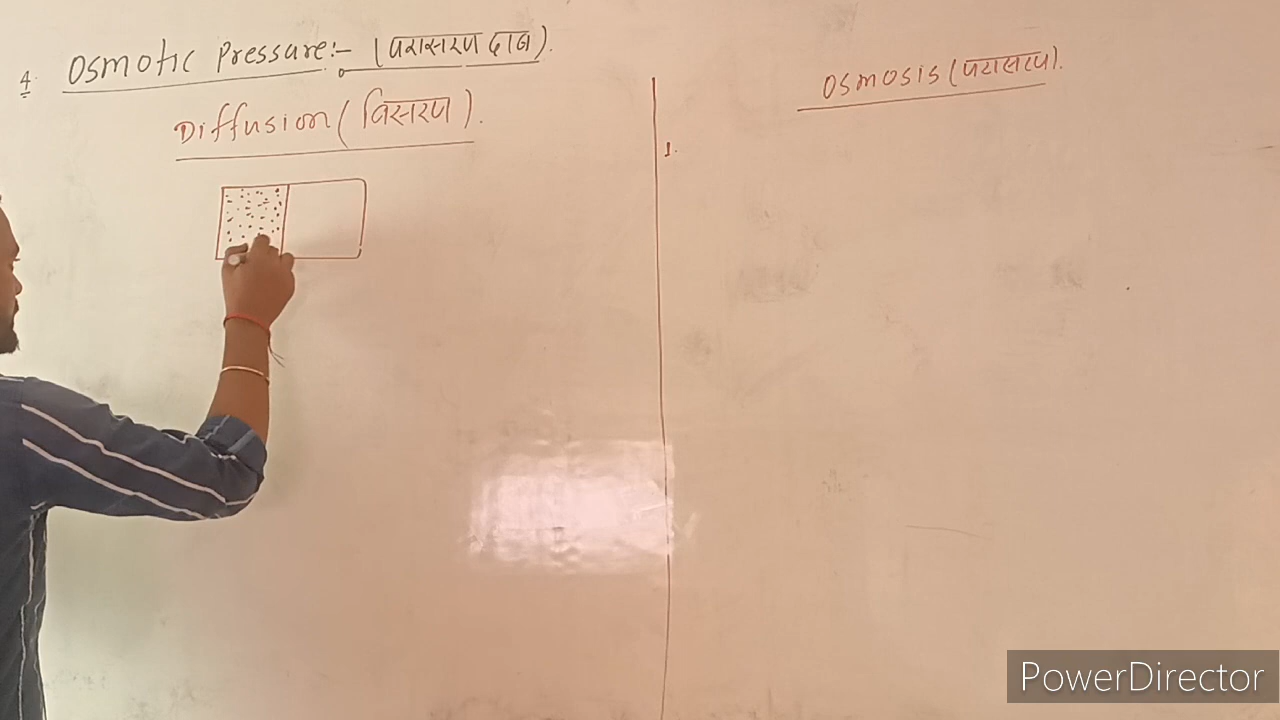 4. Osmotic Pressure:- (परासरण दाब).
Diffusion (विसरण).
Osmosis (परासरण).
1.
PowerDirector